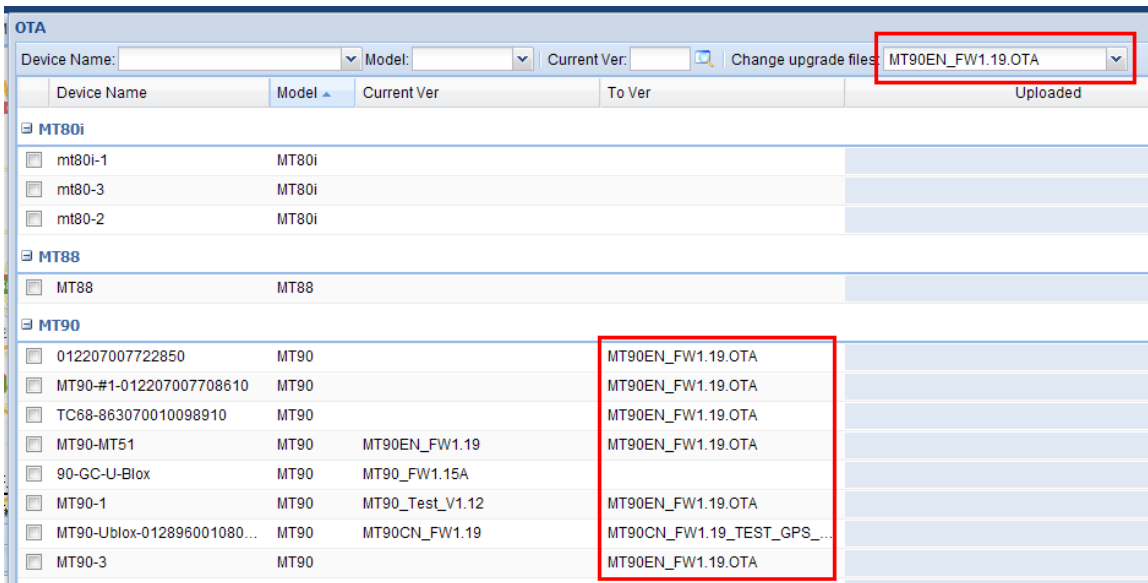 OTA
Device Name: Model: Current Ver: Change upgrade files: MT90EN_FW1.19.OTA
Device Name Model Current Ver To Ver Uploaded
MT80i
mt80i-1 MT80i
mt80-3 MT80i
mt80-2 MT80i
MT88
MT88 MT88
MT90
012207007722850 MT90 MT90EN_FW1.19.OTA
MT90-#1-012207007708610 MT90 MT90EN_FW1.19.OTA
TC68-863070010098910 MT90 MT90EN_FW1.19.OTA
MT90-MT51 MT90 MT90EN_FW1.19 MT90EN_FW1.19.OTA
90-GC-U-Blox MT90 MT90_FW1.15A
MT90-1 MT90 MT90_Test_V1.12 MT90EN_FW1.19.OTA
MT90-Ublox-012896001080... MT90 MT90CN_FW1.19 MT90CN_FW1.19_TEST_GPS_...
MT90-3 MT90 MT90EN_FW1.19.OTA